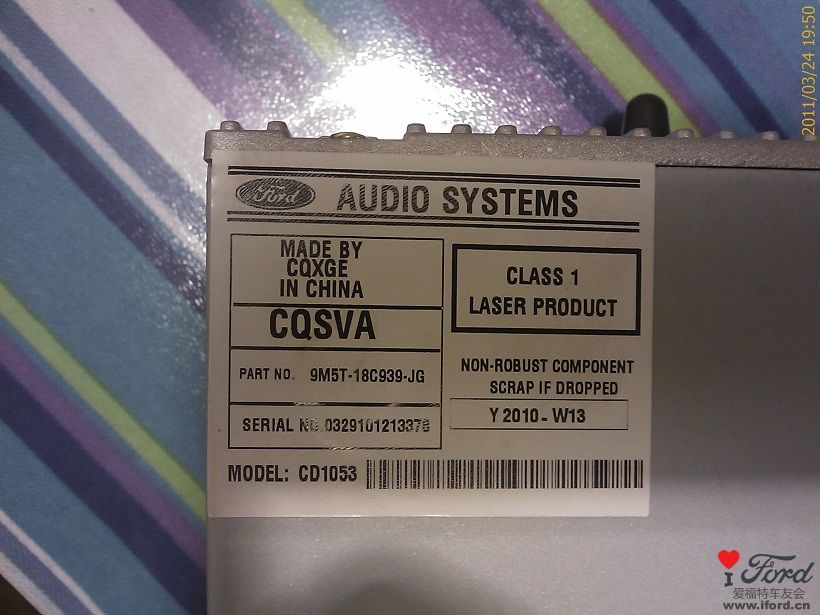 2011/03/24 19:50
Ford AUDIO SYSTEMS
MADE BY
CQXGE
IN CHINA
CQSVA
PART NO. 9M5T-18C939-JG
SERIAL NO. 0329101213376
MODEL: CD1053
CLASS 1
LASER PRODUCT
NON-ROBUST COMPONENT
SCRAP IF DROPPED
Y 2010 - W13
I Ford
爱福特车友会
www.iford.cn